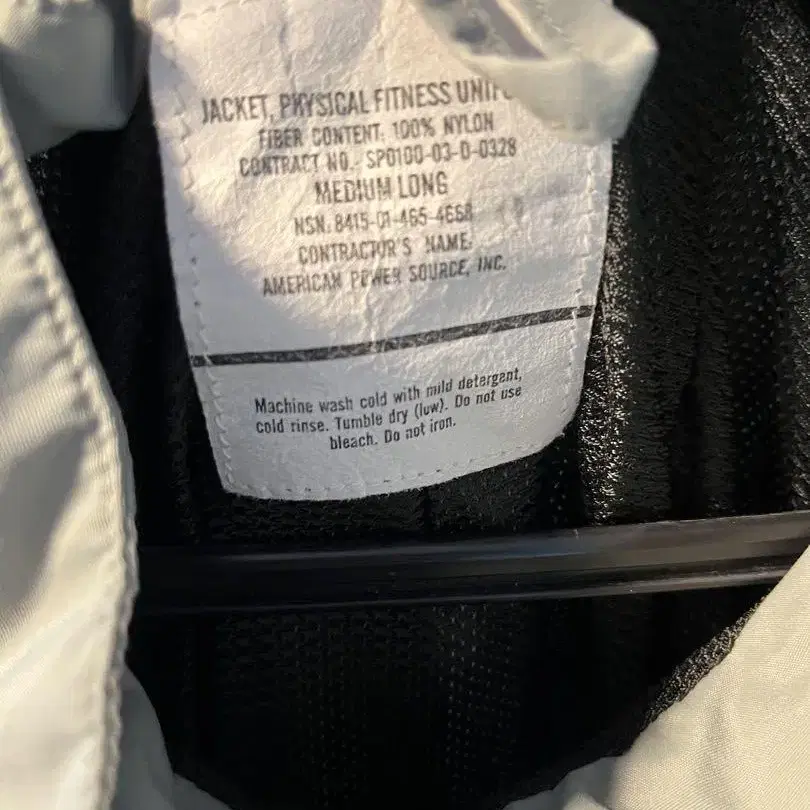 JACKET, PHYSICAL FITNESS
FIBER CONTENT: 100% NYLON
CONTRACT NO.: SP0100-03-D-0328
MEDIUM LONG
NSN: 8415-01-465-4668
CONTRACTOR'S NAME:
AMERICAN POWER SOURCE, INC.
Machine wash cold with mild detergent,
cold rinse. Tumble dry (low). Do not use
bleach. Do not iron.